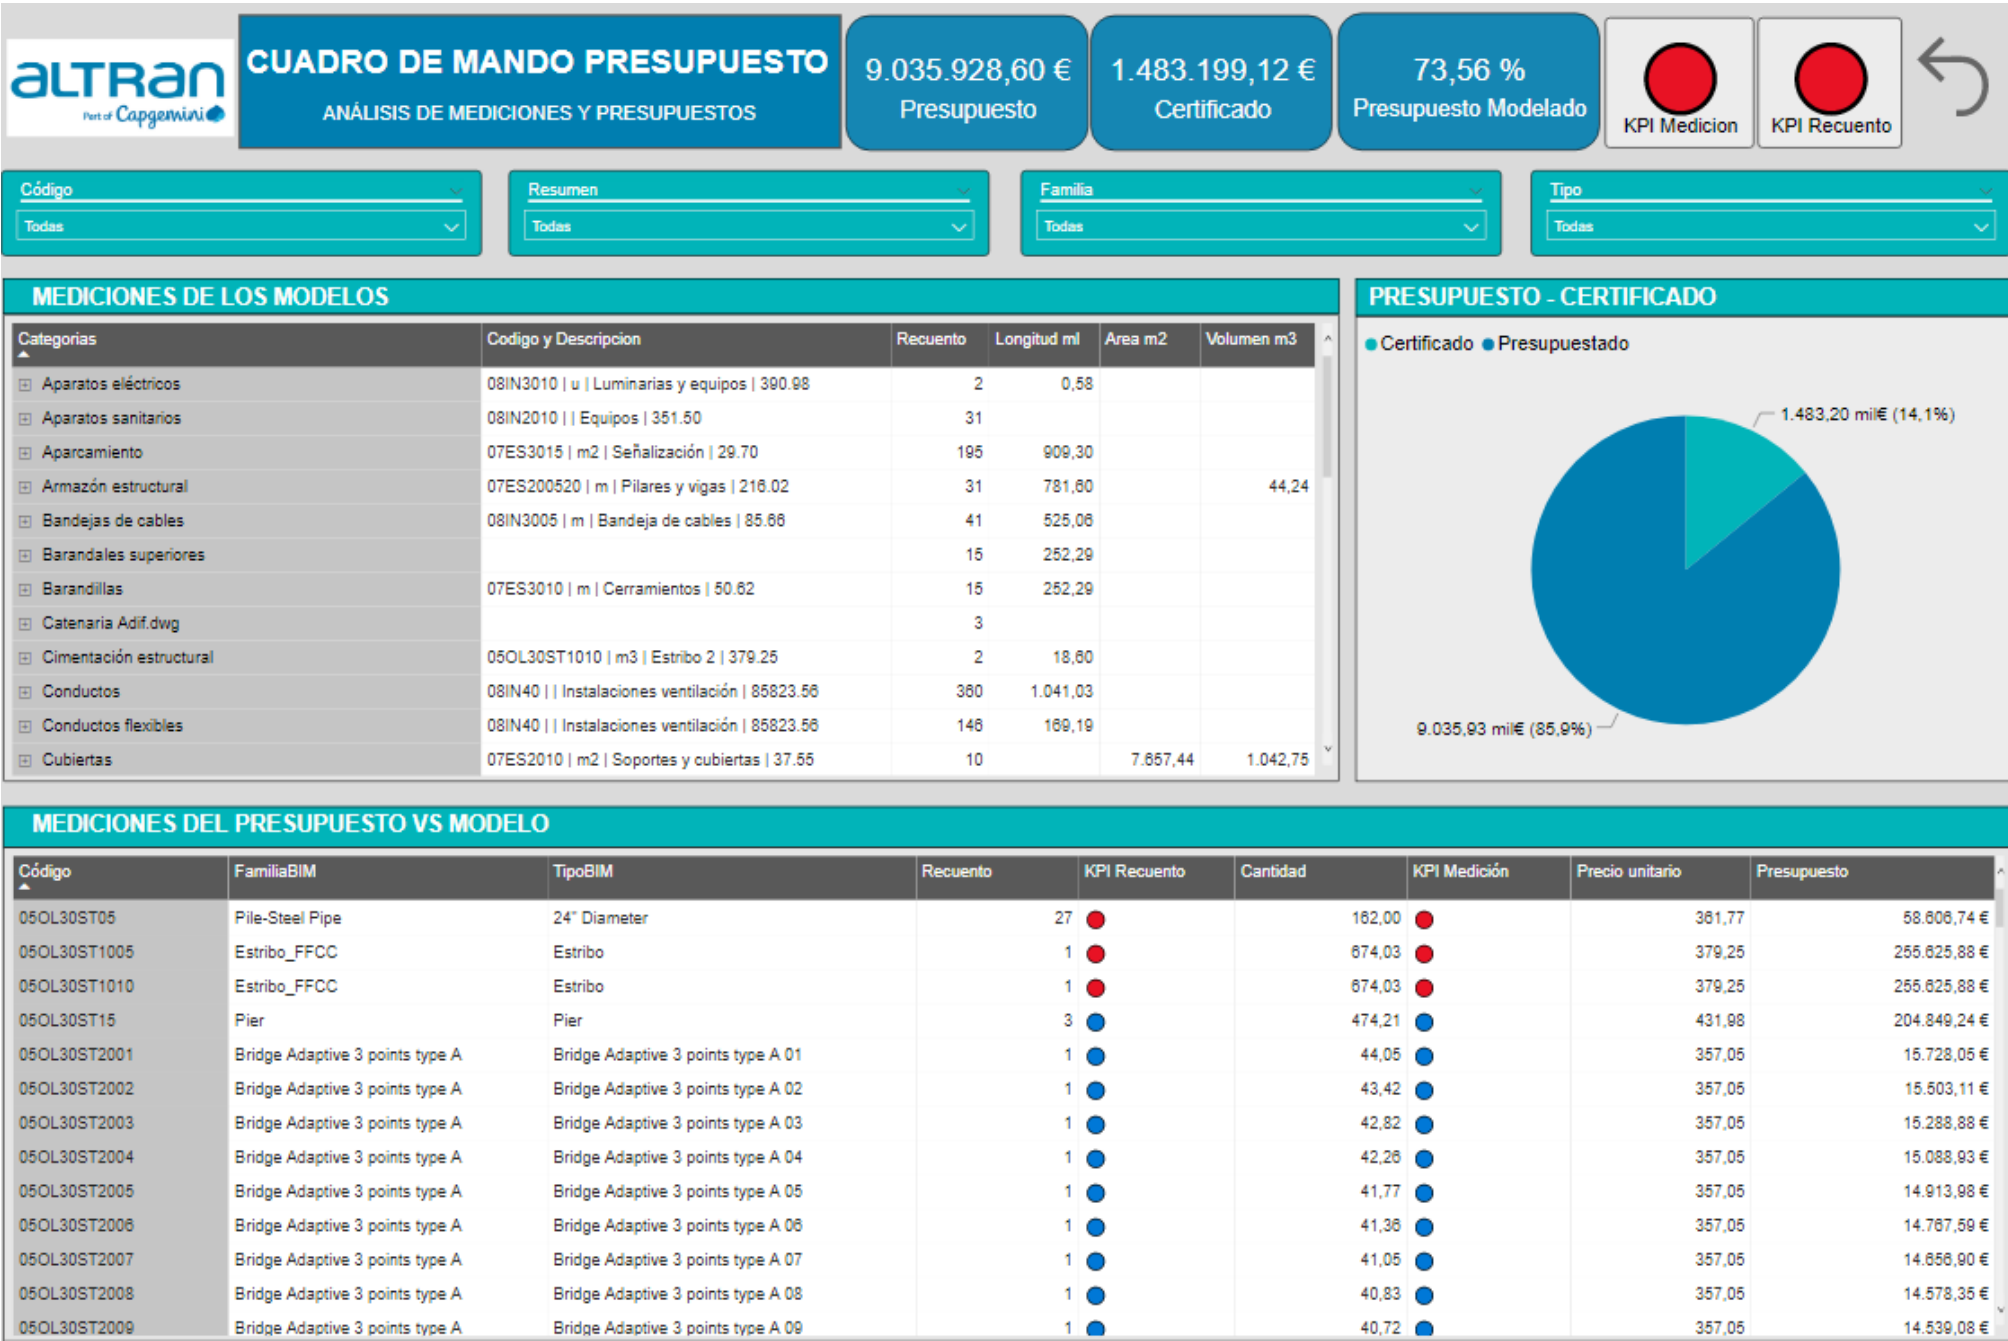 ALTRAN
Part of Capgemini
CUADRO DE MANDO PRESUPUESTO
ANÁLISIS DE MEDICIONES Y PRESUPUESTOS
9.035.928,60 €
Presupuesto
1.483.199,12 €
Certificado
73,56 %
Presupuesto Modelado
KPI Medicion
KPI Recuento
Código
Todas
Resumen
Todas
Familia
Todas
Tipo
Todas
MEDICIONES DE LOS MODELOS
Categorias Codigo y Descripcion Recuento Longitud ml Area m2 Volumen m3
Aparatos eléctricos 08IN3010 | u | Luminarias y equipos | 390.98 2 0,58
Aparatos sanitarios 08IN2010 | | Equipos | 351.50 31
Aparcamiento 07ES3015 | m2 | Señalización | 29.70 195 909,30
Armazón estructural 07ES200520 | m | Pilares y vigas | 216.02 31 781,60 44,24
Bandejas de cables 08IN3005 | m | Bandeja de cables | 85.66 41 525,06
Barandales superiores 15 252,29
Barandillas 07ES3010 | m | Cerramientos | 50.62 15 252,29
Catenaria Adif.dwg 3
Cimentación estructural 05OL30ST1010 | m3 | Estribo 2 | 379.25 2 18,60
Conductos 08IN40 | | Instalaciones ventilación | 85823.56 360 1.041,03
Conductos flexibles 08IN40 | | Instalaciones ventilación | 85823.56 146 169,19
Cubiertas 07ES2010 | m2 | Soportes y cubiertas | 37.55 10 7.657,44 1.042,75
PRESUPUESTO - CERTIFICADO
Certificado Presupuestado
1.483,20 mil€ (14,1%)
9.035,93 mil€ (85,9%)
MEDICIONES DEL PRESUPUESTO VS MODELO
Código FamiliaBIM TipoBIM Recuento KPI Recuento Cantidad KPI Medición Precio unitario Presupuesto
05OL30ST05 Pile-Steel Pipe 24" Diameter 27 162,00 361,77 58.606,74 €
05OL30ST1005 Estribo_FFCC Estribo 1 674,03 379,25 255.625,88 €
05OL30ST1010 Estribo_FFCC Estribo 1 674,03 379,25 255.625,88 €
05OL30ST15 Pier Pier 3 474,21 431,98 204.849,24 €
05OL30ST2001 Bridge Adaptive 3 points type A Bridge Adaptive 3 points type A 01 1 44,05 357,05 15.728,05 €
05OL30ST2002 Bridge Adaptive 3 points type A Bridge Adaptive 3 points type A 02 1 43,42 357,05 15.503,11 €
05OL30ST2003 Bridge Adaptive 3 points type A Bridge Adaptive 3 points type A 03 1 42,82 357,05 15.288,88 €
05OL30ST2004 Bridge Adaptive 3 points type A Bridge Adaptive 3 points type A 04 1 42,26 357,05 15.088,93 €
05OL30ST2005 Bridge Adaptive 3 points type A Bridge Adaptive 3 points type A 05 1 41,77 357,05 14.913,98 €
05OL30ST2006 Bridge Adaptive 3 points type A Bridge Adaptive 3 points type A 06 1 41,36 357,05 14.767,59 €
05OL30ST2007 Bridge Adaptive 3 points type A Bridge Adaptive 3 points type A 07 1 41,05 357,05 14.656,90 €
05OL30ST2008 Bridge Adaptive 3 points type A Bridge Adaptive 3 points type A 08 1 40,83 357,05 14.578,35 €
05OL30ST2009 Bridge Adaptive 3 points type A Bridge Adaptive 3 points type A 09 1 40,72 357,05 14.539,08 €